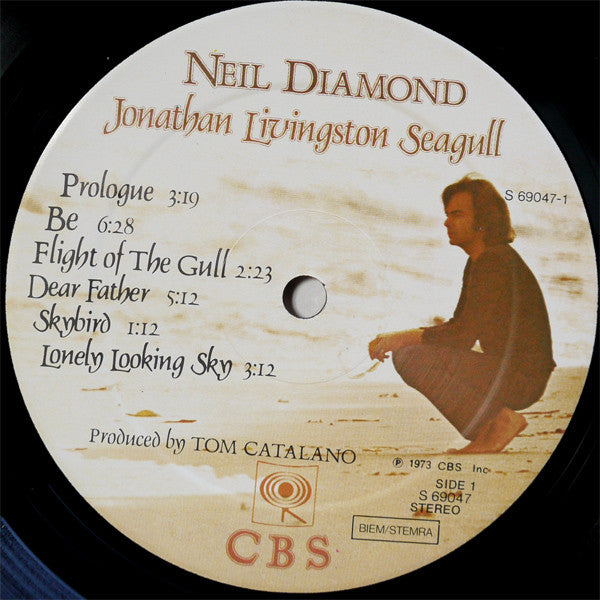 NEIL DIAMOND
Jonathan Livingston Seagull
S 69047-1
Prologue 3:19
Be 6:28
Flight of The Gull 2:23
Dear Father 5:12
Skybird 1:12
Lonely Looking Sky 3:12
Produced by TOM CATALANO
℗ 1973 CBS Inc
SIDE 1
S 69047
STEREO
BIEM/STEMRA
CBS